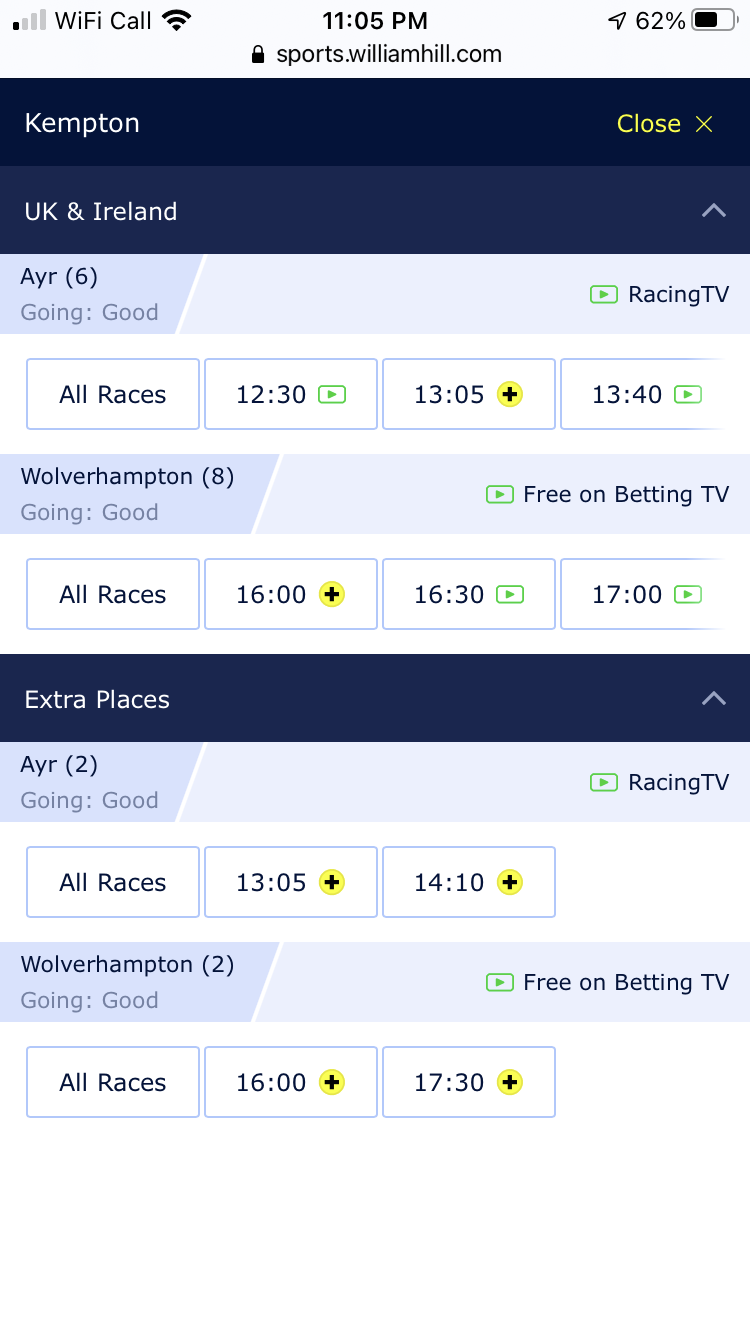 WiFi Call 11:05 PM 62%
sports.williamhill.com
Kempton Close
UK & Ireland
Ayr (6)
Going: Good
RacingTV
All Races 12:30 13:05 13:40
Wolverhampton (8)
Going: Good
Free on Betting TV
All Races 16:00 16:30 17:00
Extra Places
Ayr (2)
Going: Good
RacingTV
All Races 13:05 14:10
Wolverhampton (2)
Going: Good
Free on Betting TV
All Races 16:00 17:30